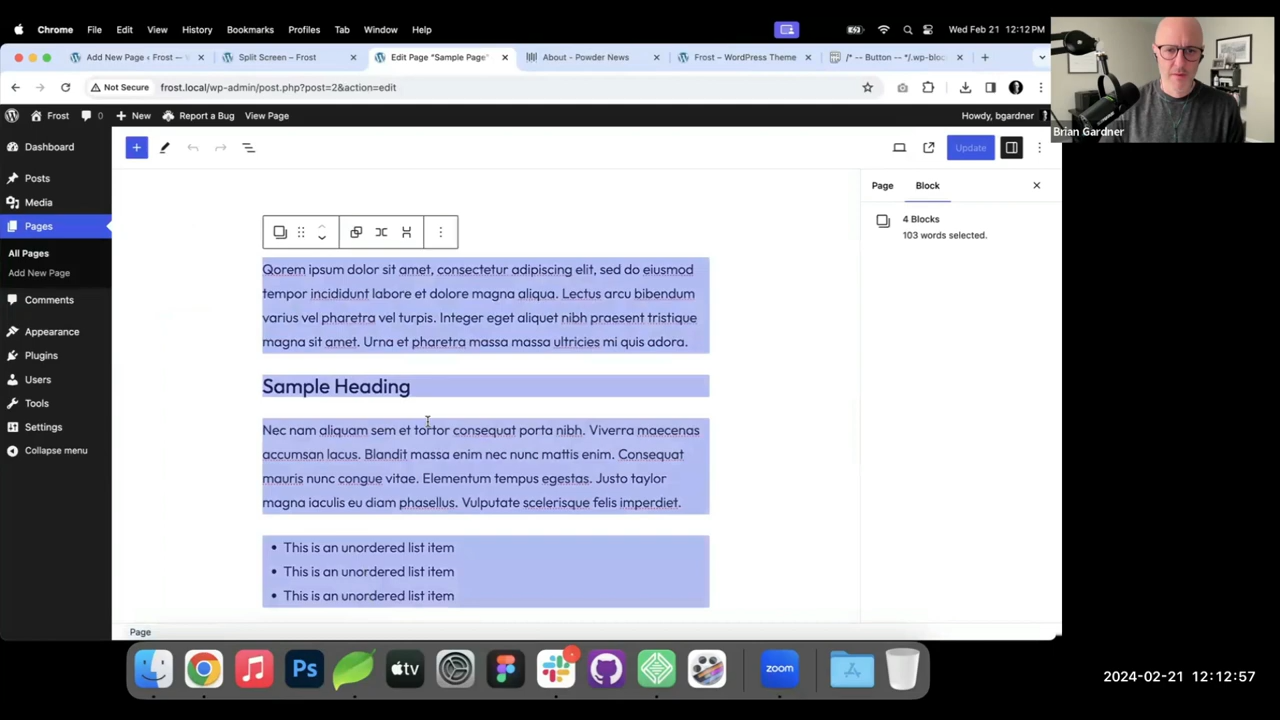 Chrome File Edit View History Bookmarks Profiles Tab Window Help
Wed Feb 21 12:12 PM
Add New Page ‹ Frost —
Split Screen – Frost
Edit Page "Sample Page"
About - Powder News
Frost – WordPress Theme
/* -- Button -- */.wp-bloc
Not Secure
frost.local/wp-admin/post.php?post=2&action=edit
Frost
0
New
Report a Bug
View Page
Howdy, bgardner
Brian Gardner
Dashboard
Posts
Media
Pages
All Pages
Add New Page
Comments
Appearance
Plugins
Users
Tools
Settings
Collapse menu
Update
Page
Block
4 Blocks
103 words selected.
Qorem ipsum dolor sit amet, consectetur adipiscing elit, sed do eiusmod
tempor incididunt labore et dolore magna aliqua. Lectus arcu bibendum
varius vel pharetra vel turpis. Integer eget aliquet nibh praesent tristique
magna sit amet. Urna et pharetra massa massa ultricies mi quis adora.
Sample Heading
Nec nam aliquam sem et tortor consequat porta nibh. Viverra maecenas
accumsan lacus. Blandit massa enim nec nunc mattis enim. Consequat
mauris nunc congue vitae. Elementum tempus egestas. Justo taylor
magna iaculis eu diam phasellus. Vulputate scelerisque felis imperdiet.
• This is an unordered list item
• This is an unordered list item
• This is an unordered list item
Page
Ps
tv
zoom
2024-02-21 12:12:57